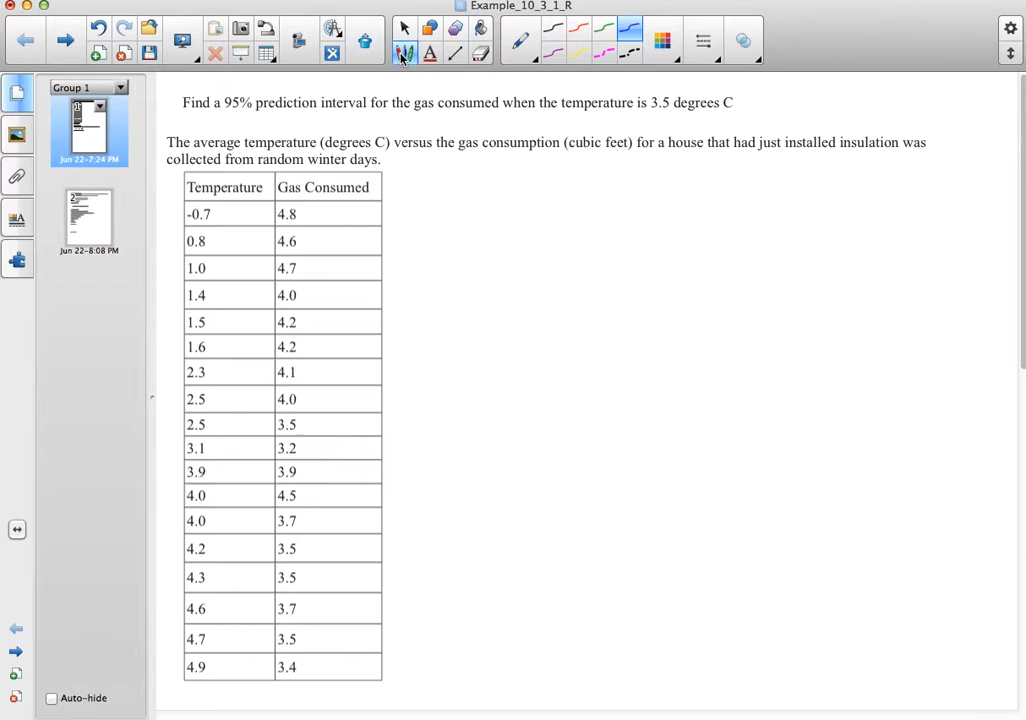 Example_10_3_1_R
Group 1
1
Jun 22-7:24 PM
2
Jun 22-8:08 PM
Auto-hide
Find a 95% prediction interval for the gas consumed when the temperature is 3.5 degrees C
The average temperature (degrees C) versus the gas consumption (cubic feet) for a house that had just installed insulation was
collected from random winter days.
Temperature Gas Consumed
-0.7 4.8
0.8 4.6
1.0 4.7
1.4 4.0
1.5 4.2
1.6 4.2
2.3 4.1
2.5 4.0
2.5 3.5
3.1 3.2
3.9 3.9
4.0 4.5
4.0 3.7
4.2 3.5
4.3 3.5
4.6 3.7
4.7 3.5
4.9 3.4